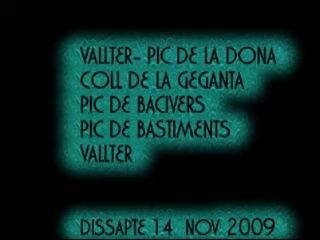 VALLTER- PIC DE LA DONA
COLL DE LA GEGANTA
PIC DE BACIVERS
PIC DE BASTIMENTS
VALLTER
DISSAPTE 14 NOV 2009